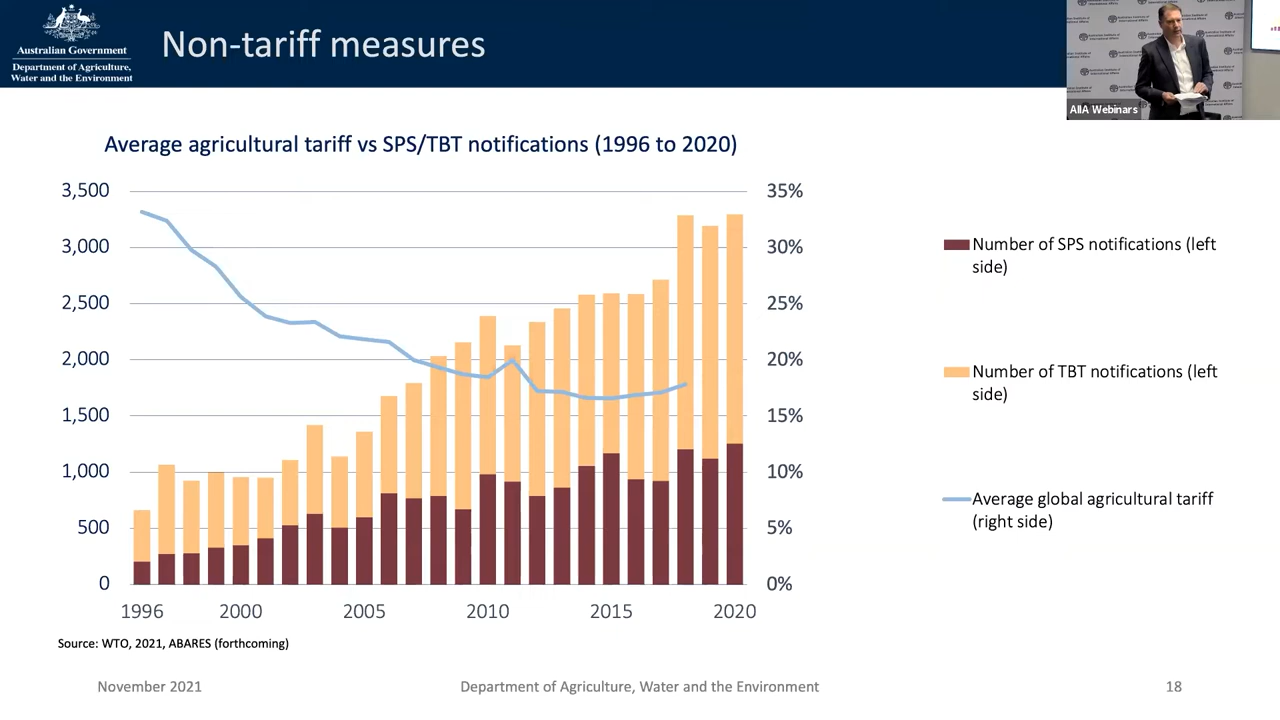 Australian Government
Department of Agriculture,
Water and the Environment
Non-tariff measures
AIIA Webinars
Average agricultural tariff vs SPS/TBT notifications (1996 to 2020)
3,500
3,000
2,500
2,000
1,500
1,000
500
0
35%
30%
25%
20%
15%
10%
5%
0%
1996
2000
2005
2010
2015
2020
Number of SPS notifications (left
side)
Number of TBT notifications (left
side)
Average global agricultural tariff
(right side)
Source: WTO, 2021, ABARES (forthcoming)
November 2021
Department of Agriculture, Water and the Environment
18